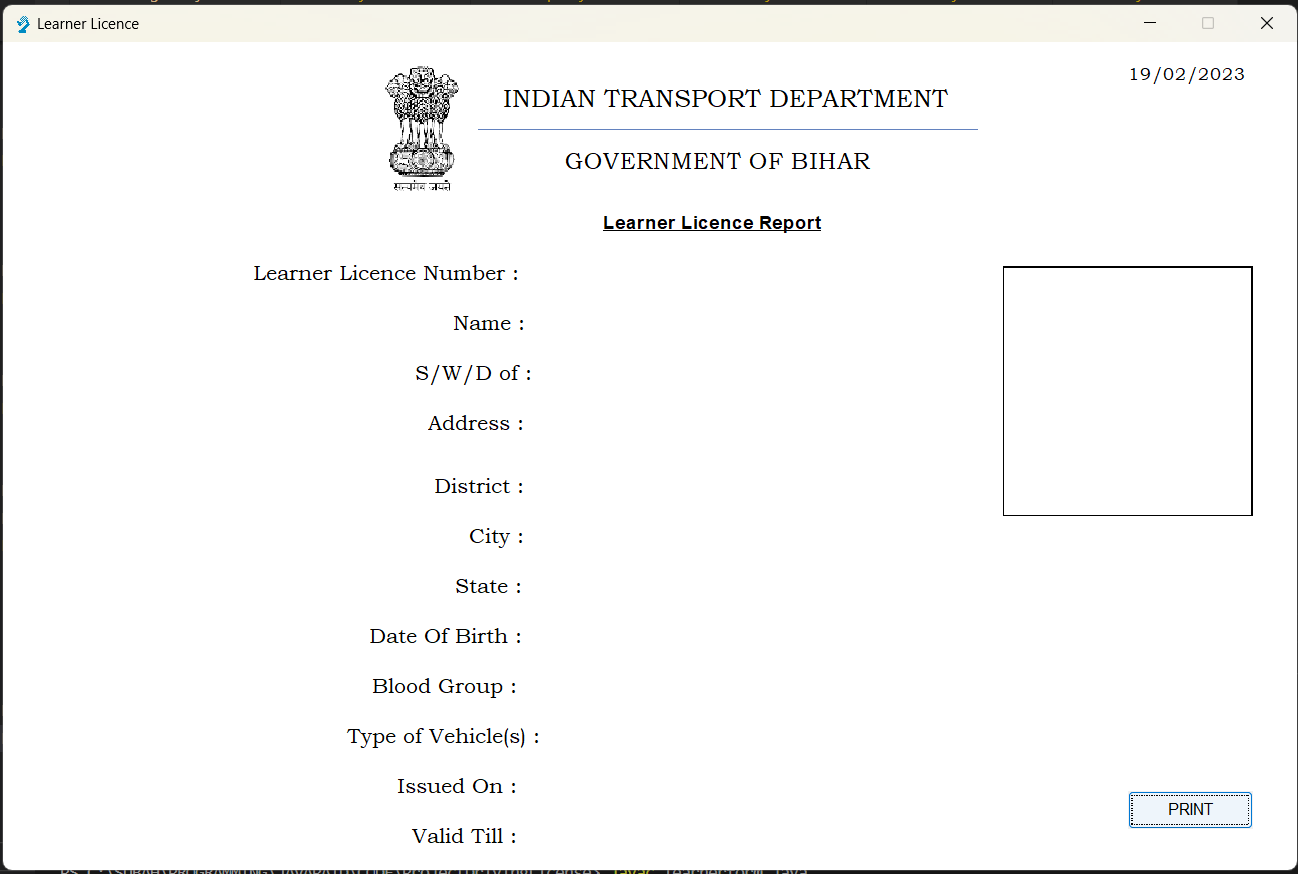 Learner Licence
19/02/2023
INDIAN TRANSPORT DEPARTMENT
GOVERNMENT OF BIHAR
सत्यमेव जयते
Learner Licence Report
Learner Licence Number :
Name :
S/W/D of :
Address :
District :
City :
State :
Date Of Birth :
Blood Group :
Type of Vehicle(s) :
Issued On :
PRINT
Valid Till :